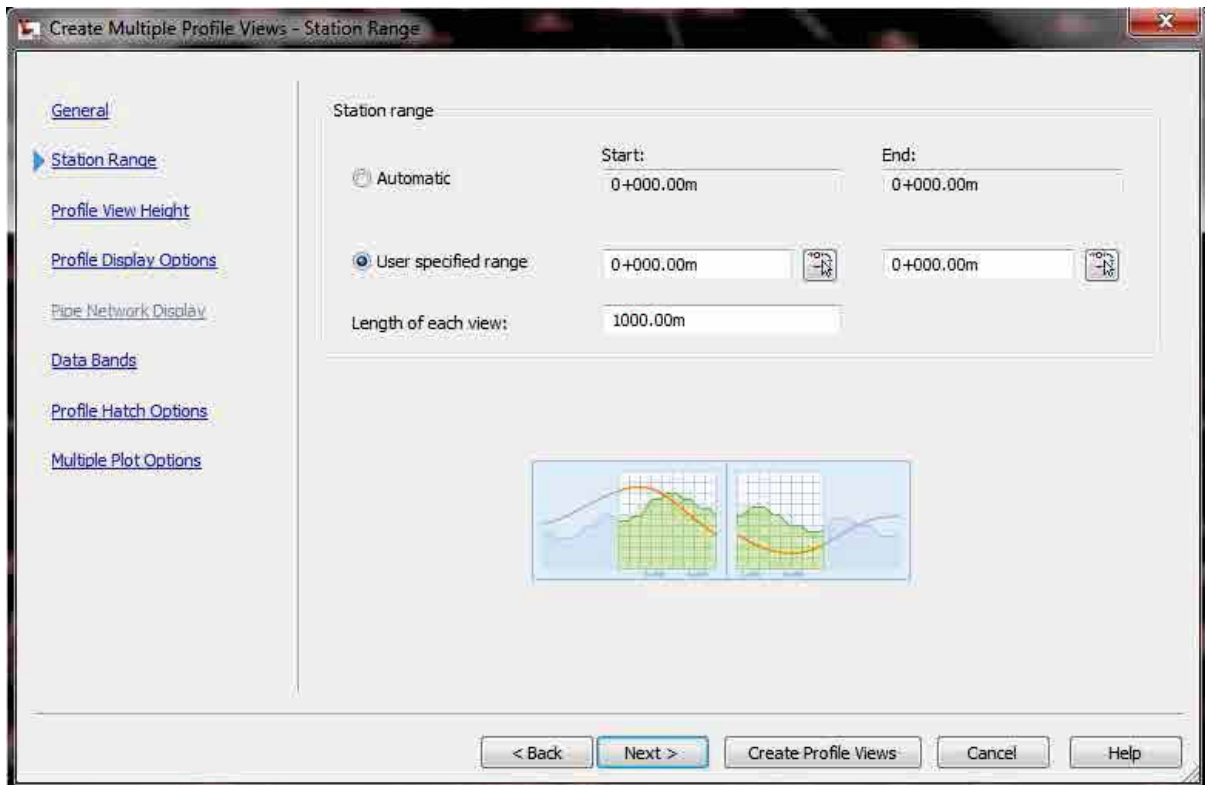 Create Multiple Profile Views - Station Range
General
Station Range
Profile View Height
Profile Display Options
Pipe Network Display
Data Bands
Profile Hatch Options
Multiple Plot Options
Station range
Start: End:
Automatic 0+000.00m 0+000.00m
User specified range 0+000.00m 0+000.00m
Length of each view: 1000.00m
< Back Next > Create Profile Views Cancel Help